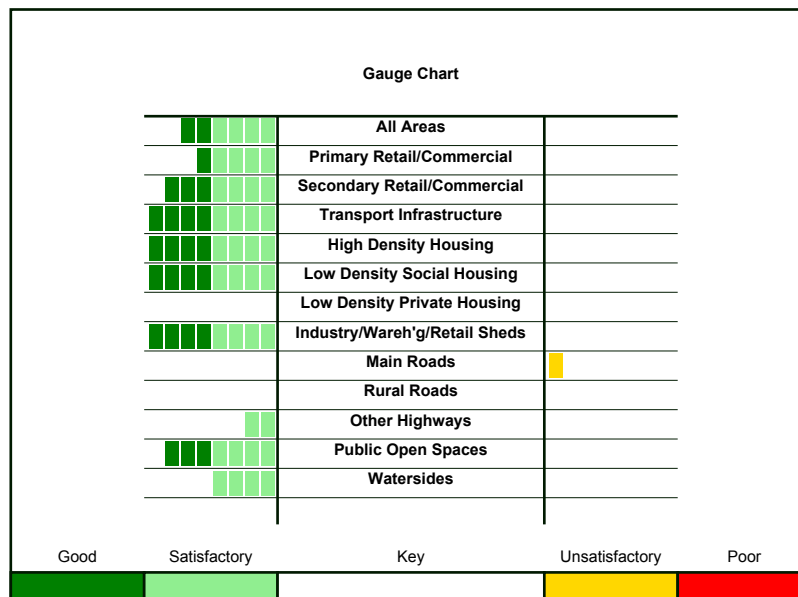 Gauge Chart
All Areas
Primary Retail/Commercial
Secondary Retail/Commercial
Transport Infrastructure
High Density Housing
Low Density Social Housing
Low Density Private Housing
Industry/Wareh'g/Retail Sheds
Main Roads
Rural Roads
Other Highways
Public Open Spaces
Watersides
Good Satisfactory Key Unsatisfactory Poor